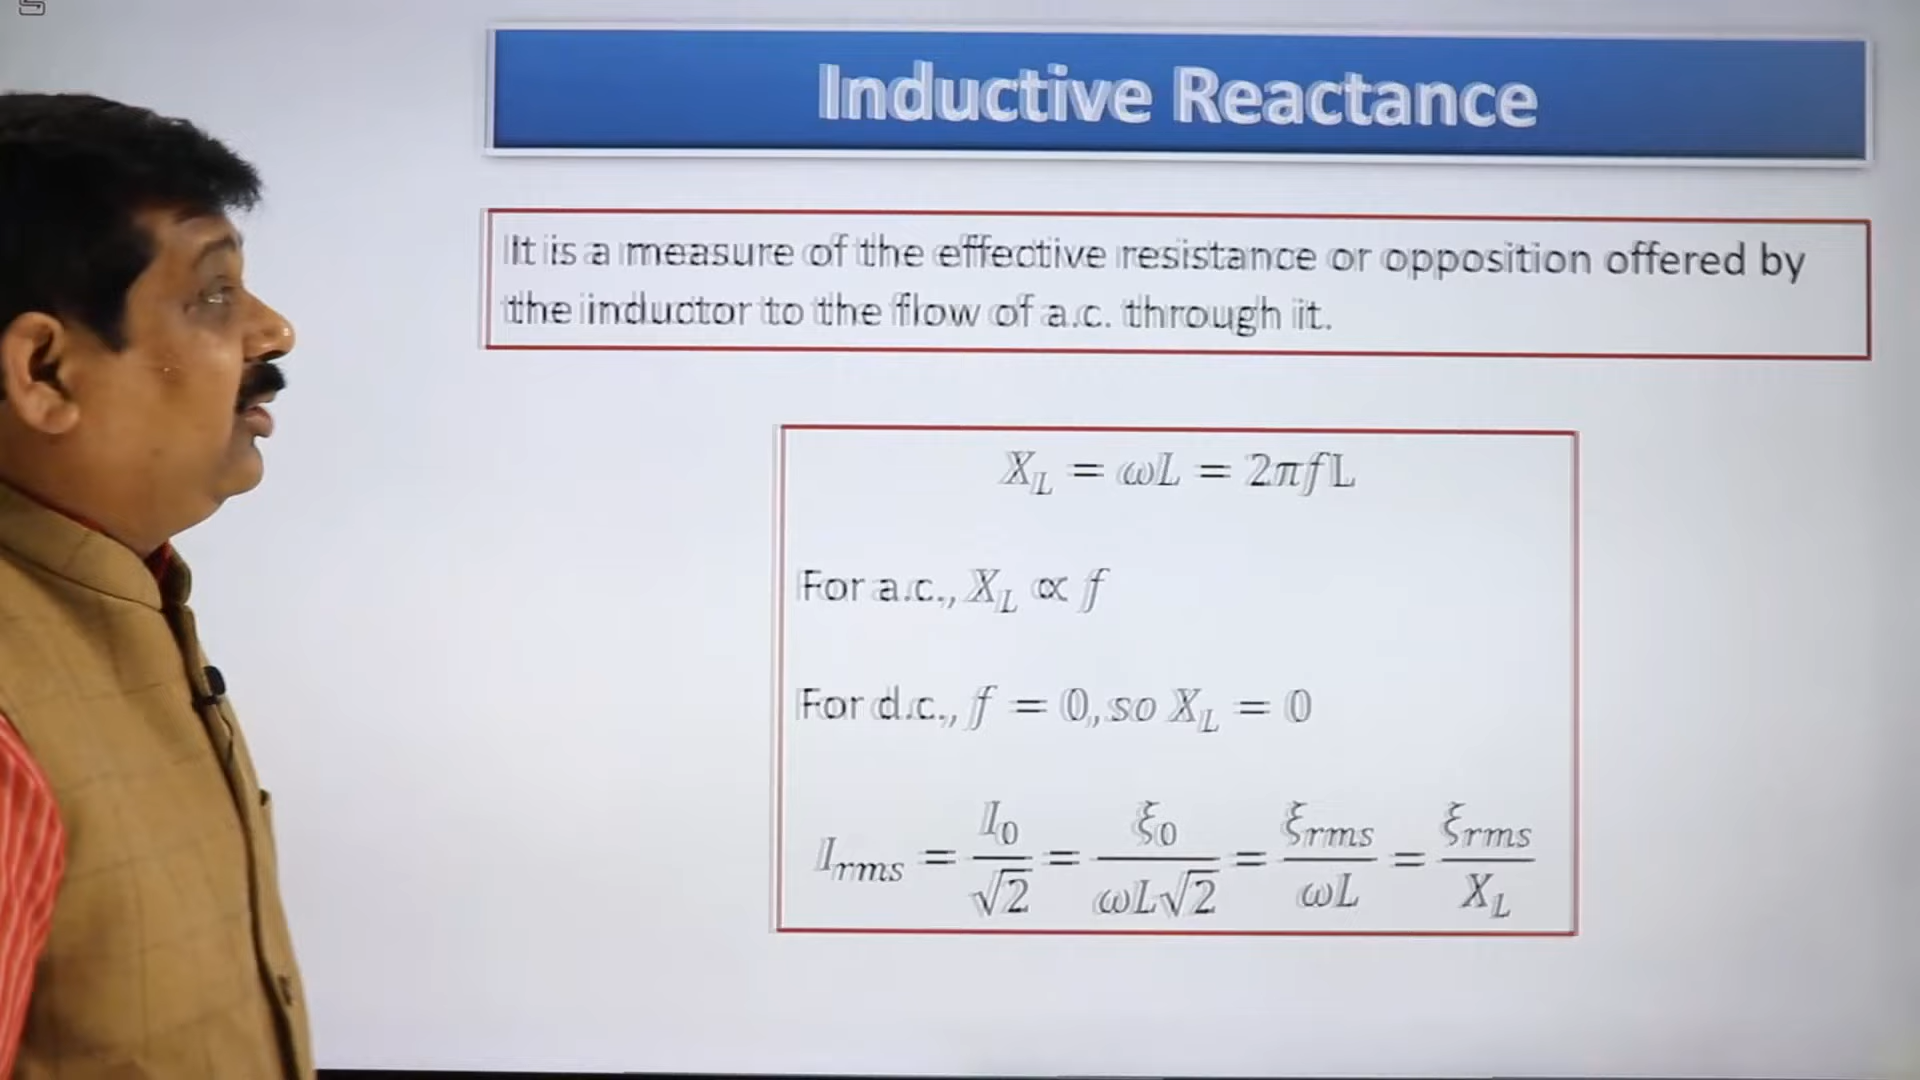 Inductive Reactance
It is a measure of the effective resistance or opposition offered by
the inductor to the flow of a.c. through it.
X_L = ωL = 2πfL
For a.c., X_L ∝ f
For d.c., f = 0, so X_L = 0
I_rms = I_0/√2 = ξ_0/ωL√2 = ξ_rms/ωL = ξ_rms/X_L